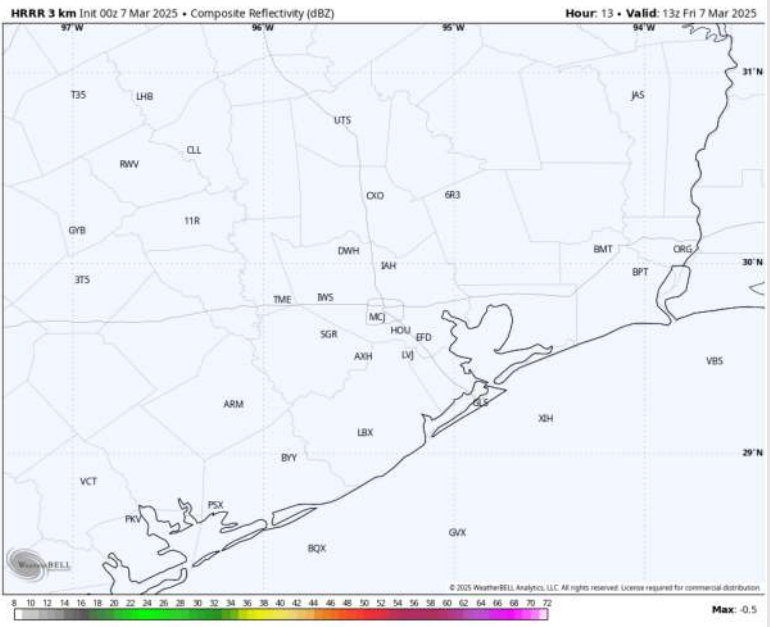 HRRR 3 km Init 00z 7 Mar 2025 • Composite Reflectivity (dBZ)
Hour: 13 • Valid: 13z Fri 7 Mar 2025
97°W 96°W 95°W 94°W
31°N
T35 LHB JAS
UTS
CLL
RWV
CXO 6R3
11R
GYB
DWH BMT ORG
IAH 30°N
3T5 BPT
TME IWS
MCJ
SGR HOU EFD
AXH LVJ VBS
ARM GLS
XIH
LBX
29°N
BYY
VCT
PSX
PKV
GVX
BQX
WeatherBELL
© 2025 WeatherBELL Analytics, LLC. All rights reserved. License required for commercial distribution.
8 10 12 14 16 18 20 22 24 26 28 30 32 34 36 38 40 42 44 46 48 50 52 54 56 58 60 62 64 66 68 70 72
Max: -0.5